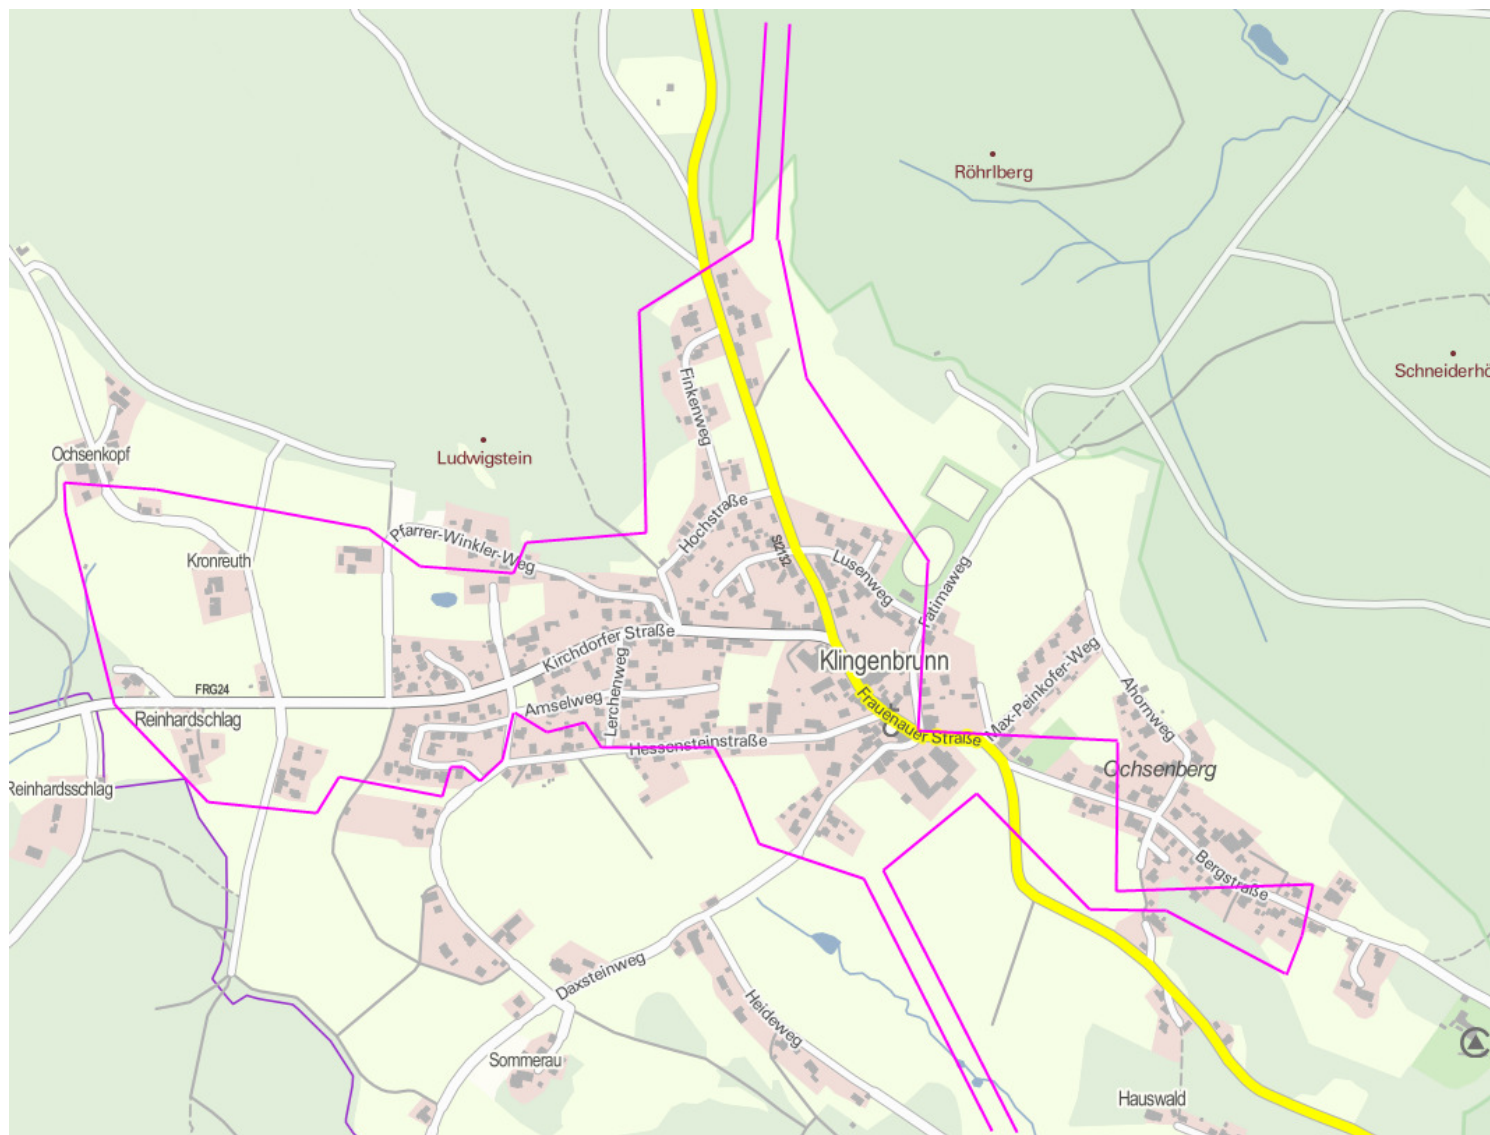 Röhrlberg
Schneiderhö
Finkenweg
Ochsenkopf
Ludwigstein
Hochstraße
Pfarrer-Winkler-Weg
St2132
Kronreuth
Lusenweg
Fatimaweg
Kirchdorfer Straße
Klingenbrunn
Lerchenweg
Max-Peinkofer-Weg
FRG24
Amselweg
Ahornweg
Reinhardschlag
Frauenauer Straße
Hessensteinstraße
Ochsenberg
Reinhardsschlag
Bergstraße
Daxsteinweg
Heideweg
Sommerau
Hauswald